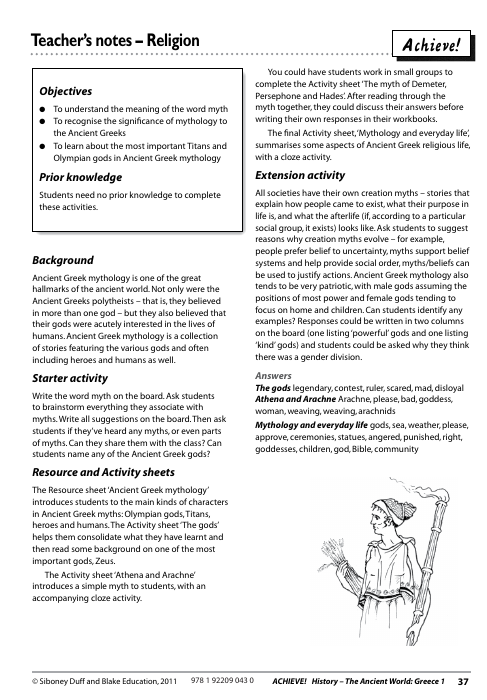 Teacher's notes – Religion
Achieve!
Objectives
● To understand the meaning of the word myth
● To recognise the significance of mythology to
the Ancient Greeks
● To learn about the most important Titans and
Olympian gods in Ancient Greek mythology
Prior knowledge
Students need no prior knowledge to complete
these activities.
Background
Ancient Greek mythology is one of the great
hallmarks of the ancient world. Not only were the
Ancient Greeks polytheists – that is, they believed
in more than one god – but they also believed that
their gods were acutely interested in the lives of
humans. Ancient Greek mythology is a collection
of stories featuring the various gods and often
including heroes and humans as well.
Starter activity
Write the word myth on the board. Ask students
to brainstorm everything they associate with
myths. Write all suggestions on the board. Then ask
students if they've heard any myths, or even parts
of myths. Can they share them with the class? Can
students name any of the Ancient Greek gods?
Resource and Activity sheets
The Resource sheet 'Ancient Greek mythology'
introduces students to the main kinds of characters
in Ancient Greek myths: Olympian gods, Titans,
heroes and humans. The Activity sheet 'The gods'
helps them consolidate what they have learnt and
then read some background on one of the most
important gods, Zeus.
The Activity sheet 'Athena and Arachne'
introduces a simple myth to students, with an
accompanying cloze activity.
You could have students work in small groups to
complete the Activity sheet 'The myth of Demeter,
Persephone and Hades'. After reading through the
myth together, they could discuss their answers before
writing their own responses in their workbooks.
The final Activity sheet, 'Mythology and everyday life',
summarises some aspects of Ancient Greek religious life,
with a cloze activity.
Extension activity
All societies have their own creation myths – stories that
explain how people came to exist, what their purpose in
life is, and what the afterlife (if, according to a particular
social group, it exists) looks like. Ask students to suggest
reasons why creation myths evolve – for example,
people prefer belief to uncertainty, myths support belief
systems and help provide social order, myths/beliefs can
be used to justify actions. Ancient Greek mythology also
tends to be very patriotic, with male gods assuming the
positions of most power and female gods tending to
focus on home and children. Can students identify any
examples? Responses could be written in two columns
on the board (one listing 'powerful' gods and one listing
'kind' gods) and students could be asked why they think
there was a gender division.
Answers
The gods legendary, contest, ruler, scared, mad, disloyal
Athena and Arachne Arachne, please, bad, goddess,
woman, weaving, weaving, arachnids
Mythology and everyday life gods, sea, weather, please,
approve, ceremonies, statues, angered, punished, right,
goddesses, children, god, Bible, community
© Siboney Duff and Blake Education, 2011 978 1 92209 043 0 ACHIEVE! History – The Ancient World: Greece 1 37